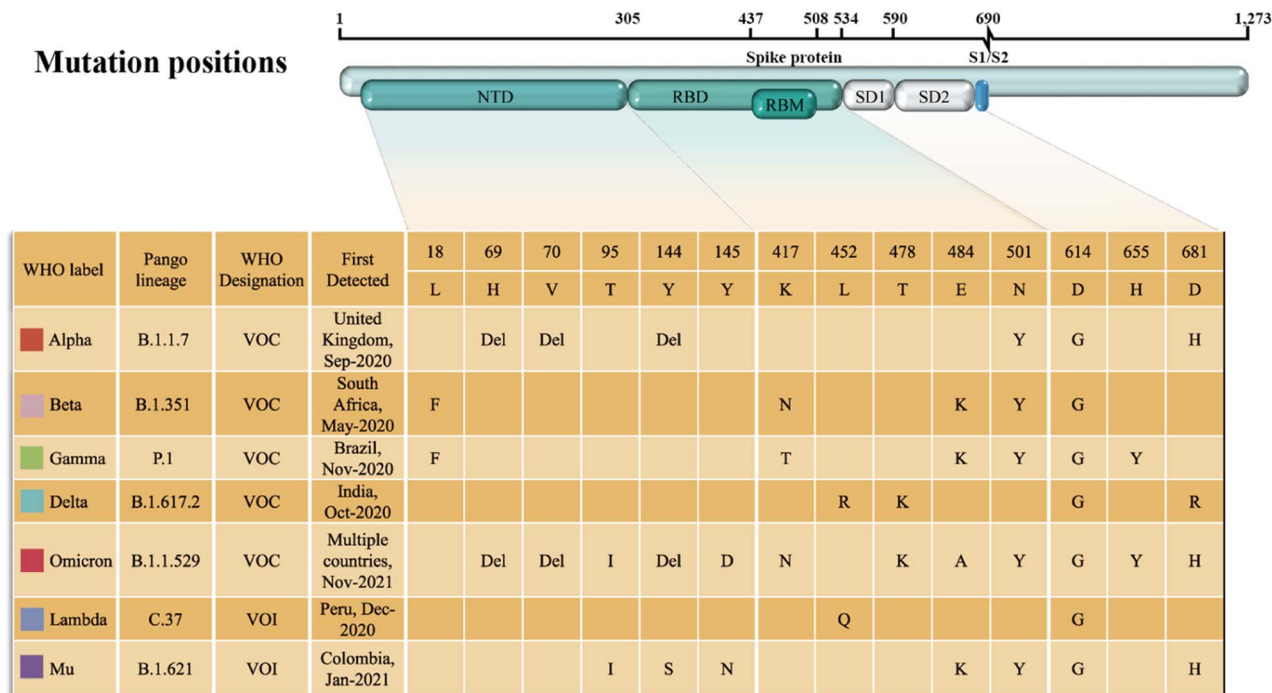 1 305 437 508 534 590 690 1,273
Mutation positions
Spike protein S1/S2
NTD RBD RBM SD1 SD2
WHO label Pango lineage WHO Designation First Detected 18 69 70 95 144 145 417 452 478 484 501 614 655 681
L H V T Y Y K L T E N D H D
Alpha B.1.1.7 VOC United Kingdom, Sep-2020 Del Del Del Y G H
Beta B.1.351 VOC South Africa, May-2020 F N K Y G
Gamma P.1 VOC Brazil, Nov-2020 F T K Y G Y
Delta B.1.617.2 VOC India, Oct-2020 R K G R
Omicron B.1.1.529 VOC Multiple countries, Nov-2021 Del Del I Del D N K A Y G Y H
Lambda C.37 VOI Peru, Dec-2020 Q G
Mu B.1.621 VOI Colombia, Jan-2021 I S N K Y G H